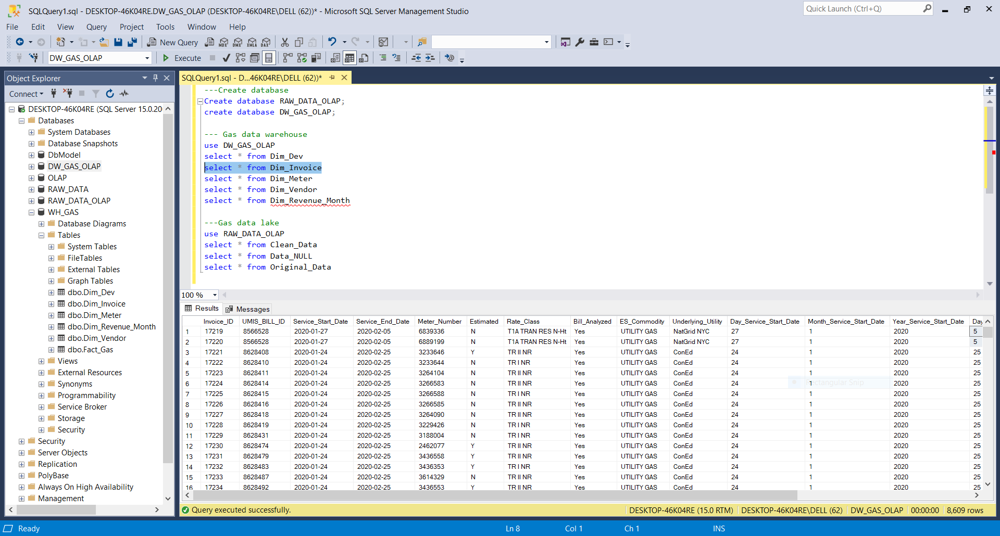 SQLQuery1.sql - DESKTOP-46K04RE.DW_GAS_OLAP (DESKTOP-46K04RE\DELL (62))* - Microsoft SQL Server Management Studio
Quick Launch (Ctrl+Q)
File Edit View Query Project Tools Window Help
New Query MDX DMX XMLA DAX
DW_GAS_OLAP Execute
Object Explorer
Connect
DESKTOP-46K04RE (SQL Server 15.0.20
Databases
System Databases
Database Snapshots
DbModel
DW_GAS_OLAP
OLAP
RAW_DATA
RAW_DATA_OLAP
WH_GAS
Database Diagrams
Tables
System Tables
FileTables
External Tables
Graph Tables
dbo.Dim_Dev
dbo.Dim_Invoice
dbo.Dim_Meter
dbo.Dim_Revenue_Month
dbo.Dim_Vendor
dbo.Fact_Gas
Views
External Resources
Synonyms
Programmability
Service Broker
Storage
Security
Security
Server Objects
Replication
PolyBase
Always On High Availability
Management
SQLQuery1.sql - D...46K04RE\DELL (62))*
---Create database
Create database RAW_DATA_OLAP;
create database DW_GAS_OLAP;
--- Gas data warehouse
use DW_GAS_OLAP
select * from Dim_Dev
select * from Dim_Invoice
select * from Dim_Meter
select * from Dim_Vendor
select * from Dim_Revenue_Month
---Gas data lake
use RAW_DATA_OLAP
select * from Clean_Data
select * from Data_NULL
select * from Original_Data
100 %
Results Messages
Invoice_ID UMIS_BILL_ID Service_Start_Date Service_End_Date Meter_Number Estimated Rate_Class Bill_Analyzed ES_Commodity Underlying_Utility Day_Service_Start_Date Month_Service_Start_Date Year_Service_Start_Date Day
1 17219 8566528 2020-01-27 2020-02-05 6839336 N T1A TRAN RES N-Ht Yes UTILITY GAS NatGrid NYC 27 1 2020 5
2 17220 8566528 2020-01-27 2020-02-05 6889199 N T1A TRAN RES N-Ht Yes UTILITY GAS NatGrid NYC 27 1 2020 5
3 17221 8628408 2020-01-24 2020-02-25 3233646 Y TR II NR Yes UTILITY GAS ConEd 24 1 2020 25
4 17222 8628410 2020-01-24 2020-02-25 3233644 N TR I NR Yes UTILITY GAS ConEd 24 1 2020 25
5 17223 8628411 2020-01-24 2020-02-25 3264104 N TR II NR Yes UTILITY GAS ConEd 24 1 2020 25
6 17224 8628414 2020-01-24 2020-02-25 3266583 N TR II NR Yes UTILITY GAS ConEd 24 1 Rectangular Snip 2020 25
7 17225 8628415 2020-01-24 2020-02-25 3266588 N TR I NR Yes UTILITY GAS ConEd 24 1 2020 25
8 17226 8628416 2020-01-24 2020-02-25 3266585 N TR II NR Yes UTILITY GAS ConEd 24 1 2020 25
9 17227 8628418 2020-01-24 2020-02-25 3264090 N TR II NR Yes UTILITY GAS ConEd 24 1 2020 25
10 17228 8628419 2020-01-24 2020-02-25 3229426 N TR I NR Yes UTILITY GAS ConEd 24 1 2020 25
11 17229 8628431 2020-01-24 2020-02-25 3188004 N TR I NR Yes UTILITY GAS ConEd 24 1 2020 25
12 17230 8628474 2020-01-24 2020-02-25 2462077 Y TR II NR Yes UTILITY GAS ConEd 24 1 2020 25
13 17231 8628479 2020-01-24 2020-02-25 3436558 Y TR II NR Yes UTILITY GAS ConEd 24 1 2020 25
14 17232 8628483 2020-01-24 2020-02-25 3436353 Y TR I NR Yes UTILITY GAS ConEd 24 1 2020 25
15 17233 8628487 2020-01-24 2020-02-25 3614329 N TR II NR Yes UTILITY GAS ConEd 24 1 2020 25
16 17234 8628492 2020-01-24 2020-02-25 3436553 Y TR II NR Yes UTILITY GAS ConEd 24 1 2020 25
Query executed successfully. DESKTOP-46K04RE (15.0 RTM) DESKTOP-46K04RE\DELL (62) DW_GAS_OLAP 00:00:00 8,609 rows
Ready Ln 8 Col 1 Ch 1 INS